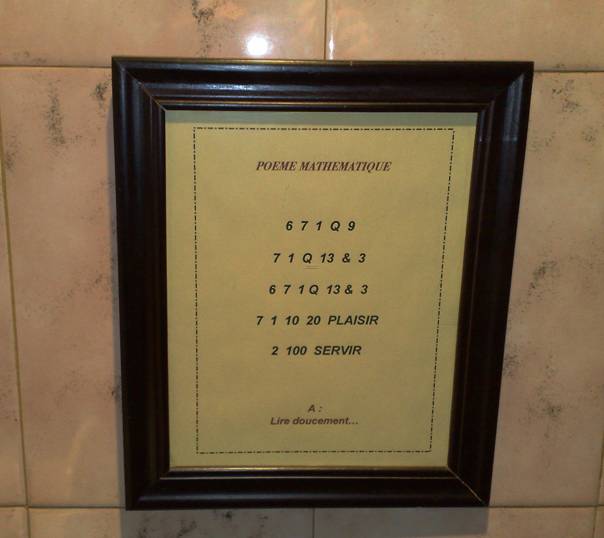 POEME MATHEMATIQUE
6 7 1 Q 9
7 1 Q 13 & 3
6 7 1 Q 13 & 3
7 1 10 20 PLAISIR
2 100 SERVIR
A :
Lire doucement...